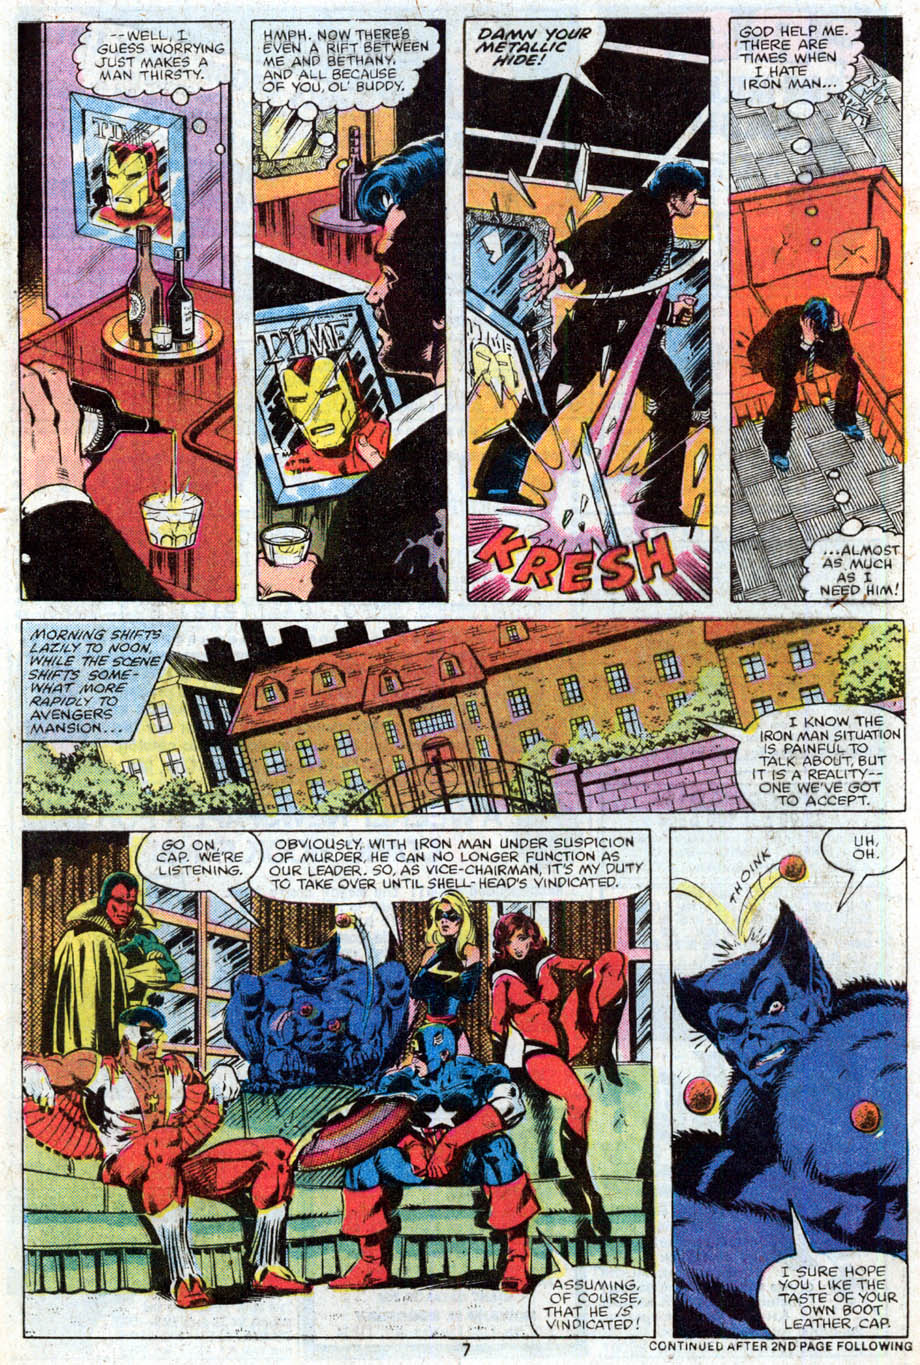 --WELL, I
GUESS WORRYING
JUST MAKES A
MAN THIRSTY.
TIME
HMPH. NOW THERE'S
EVEN A RIFT BETWEEN
ME AND BETHANY,
AND ALL BECAUSE
OF YOU, OL' BUDDY.
TIME
MAN
OF THE
YEAR
DAMN YOUR
METALLIC
HIDE!
KRESH
GOD HELP ME.
THERE ARE
TIMES WHEN
I HATE
IRON MAN...
...ALMOST
AS MUCH
AS I
NEED HIM!
MORNING SHIFTS
LAZILY TO NOON,
WHILE THE SCENE
SHIFTS SOME-
WHAT MORE
RAPIDLY TO
AVENGERS
MANSION...
I KNOW THE
IRON MAN SITUATION
IS PAINFUL TO
TALK ABOUT, BUT
IT IS A REALITY--
ONE WE'VE GOT
TO ACCEPT.
GO ON,
CAP. WE'RE
LISTENING.
OBVIOUSLY, WITH IRON MAN UNDER SUSPICION
OF MURDER, HE CAN NO LONGER FUNCTION AS
OUR LEADER. SO, AS VICE-CHAIRMAN, IT'S MY DUTY
TO TAKE OVER UNTIL SHELL-HEAD'S VINDICATED.
ASSUMING,
OF COURSE,
THAT HE IS
VINDICATED!
THOINK
UH,
OH.
I SURE HOPE
YOU LIKE THE
TASTE OF YOUR
OWN BOOT
LEATHER, CAP.
7
CONTINUED AFTER 2ND PAGE FOLLOWING